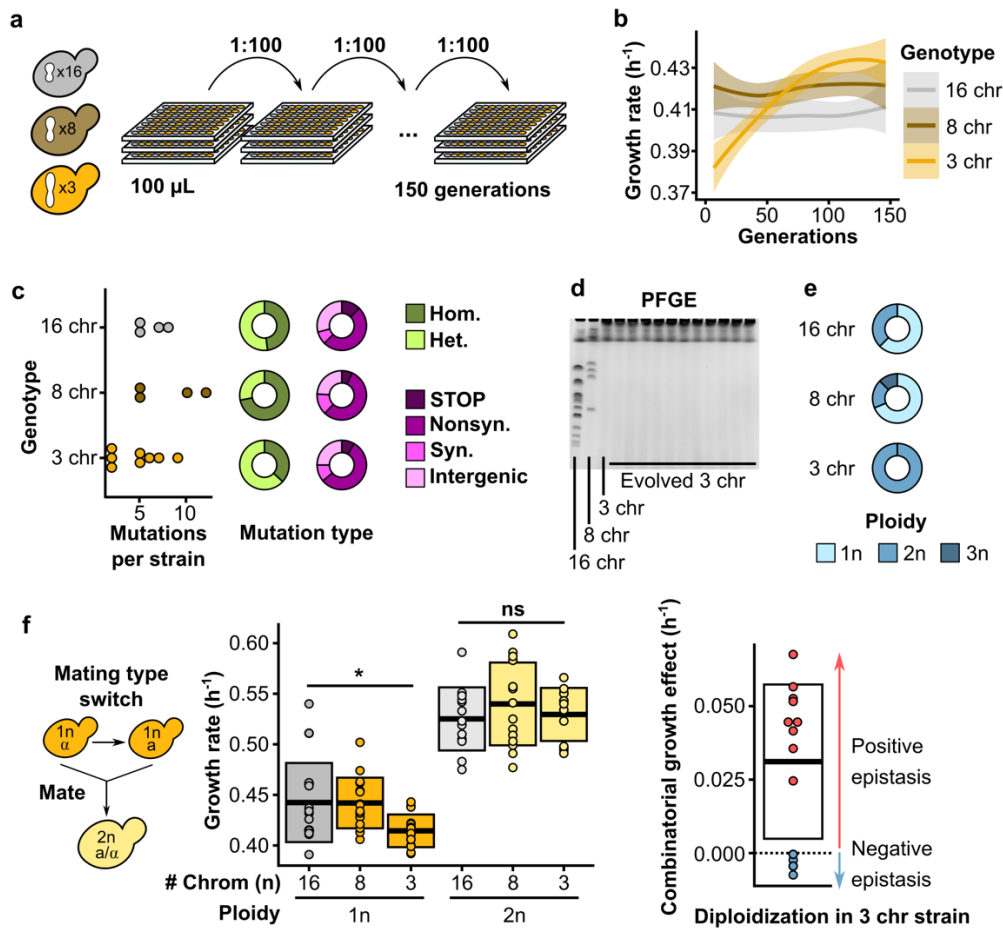 a
1:100
1:100
1:100
x16
x8
x3
...
100 µL
150 generations
b
Growth rate (h⁻¹)
0.43
0.41
0.39
0.37
0
50
100
150
Generations
Genotype
16 chr
8 chr
3 chr
c
Genotype
16 chr
8 chr
3 chr
5
10
Mutations
per strain
Mutation type
Hom.
Het.
STOP
Nonsyn.
Syn.
Intergenic
d
PFGE
Evolved 3 chr
3 chr
8 chr
16 chr
e
16 chr
8 chr
3 chr
Ploidy
1n
2n
3n
f
Mating type
switch
1n
α
1n
a
Mate
2n
a/α
Growth rate (h⁻¹)
0.60
0.55
0.50
0.45
0.40
*
ns
# Chrom (n)
16
8
3
16
8
3
Ploidy
1n
2n
Combinatorial growth effect (h⁻¹)
0.050
0.025
0.000
Positive
epistasis
Negative
epistasis
Diploidization in 3 chr strain